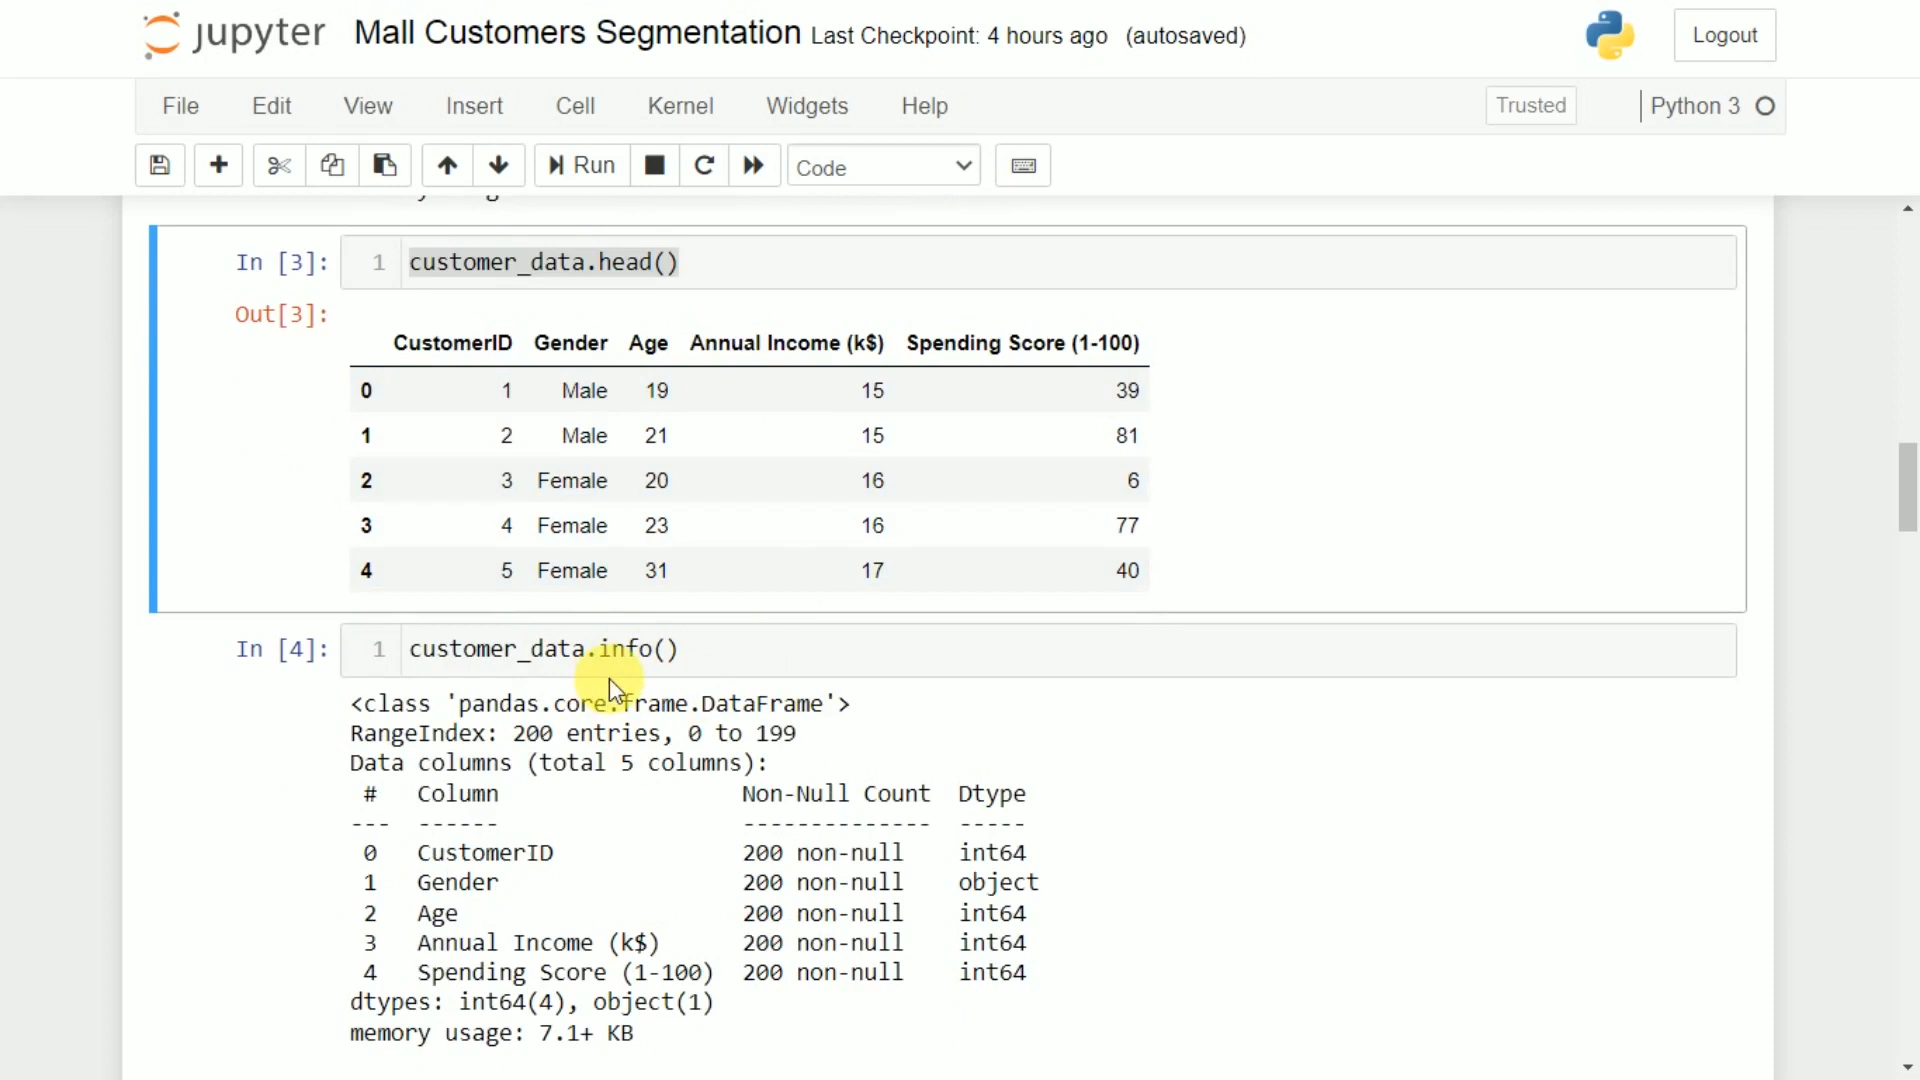 jupyter Mall Customers Segmentation Last Checkpoint: 4 hours ago (autosaved) Logout
File Edit View Insert Cell Kernel Widgets Help Trusted Python 3
Run Code
In [3]: 1 customer_data.head()
Out[3]:
CustomerID Gender Age Annual Income (k$) Spending Score (1-100)
0 1 Male 19 15 39
1 2 Male 21 15 81
2 3 Female 20 16 6
3 4 Female 23 16 77
4 5 Female 31 17 40
In [4]: 1 customer_data.info()
<class 'pandas.core.frame.DataFrame'>
RangeIndex: 200 entries, 0 to 199
Data columns (total 5 columns):
# Column Non-Null Count Dtype
--- ------ -------------- -----
0 CustomerID 200 non-null int64
1 Gender 200 non-null object
2 Age 200 non-null int64
3 Annual Income (k$) 200 non-null int64
4 Spending Score (1-100) 200 non-null int64
dtypes: int64(4), object(1)
memory usage: 7.1+ KB